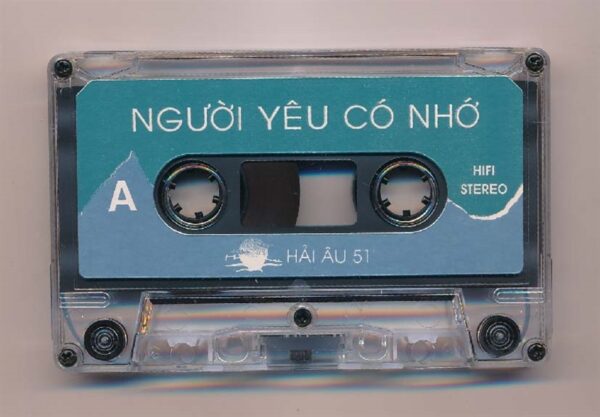 NGƯỜI YÊU CÓ NHỚ
A
HIFI
STEREO
HẢI ÂU 51